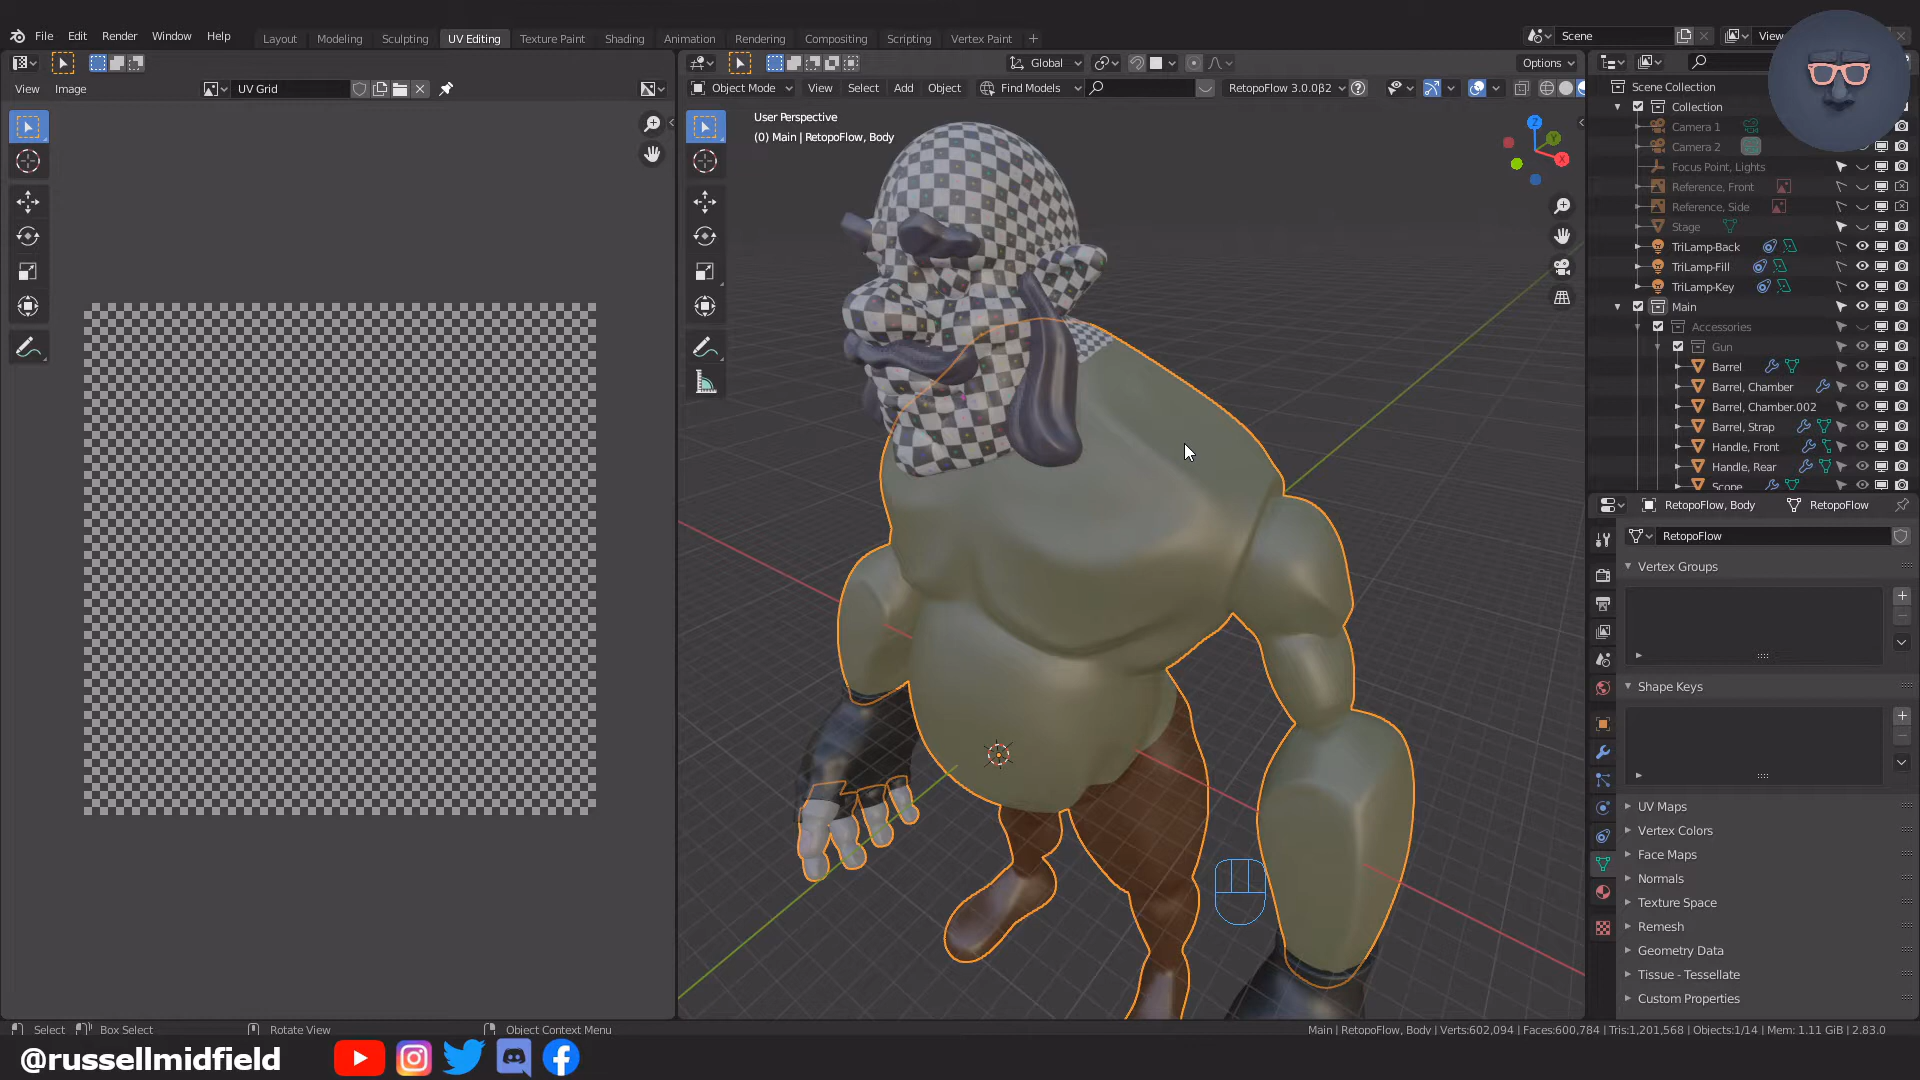 File Edit Render Window Help
Layout Modeling Sculpting UV Editing Texture Paint Shading Animation Rendering Compositing Scripting Vertex Paint +
Scene
View
View Image
UV Grid
Global
Options
Object Mode View Select Add Object Find Models
RetopoFlow 3.0.0β2
User Perspective
(0) Main | RetopoFlow, Body
Z
Y
X
Scene Collection
Collection
Camera 1
Camera 2
Focus Point, Lights
Reference, Front
Reference, Side
Stage
TriLamp-Back
TriLamp-Fill
TriLamp-Key
Main
Accessories
Gun
Barrel
Barrel, Chamber
Barrel, Chamber.002
Barrel, Strap
Handle, Front
Handle, Rear
Scope
RetopoFlow, Body RetopoFlow
RetopoFlow
Vertex Groups
Shape Keys
UV Maps
Vertex Colors
Face Maps
Normals
Texture Space
Remesh
Geometry Data
Tissue - Tessellate
Custom Properties
Select Box Select Rotate View Object Context Menu
Main | RetopoFlow, Body | Verts:602,094 | Faces:600,784 | Tris:1,201,568 | Objects:1/14 | Mem: 1.11 GiB | 2.83.0
@russellmidfield